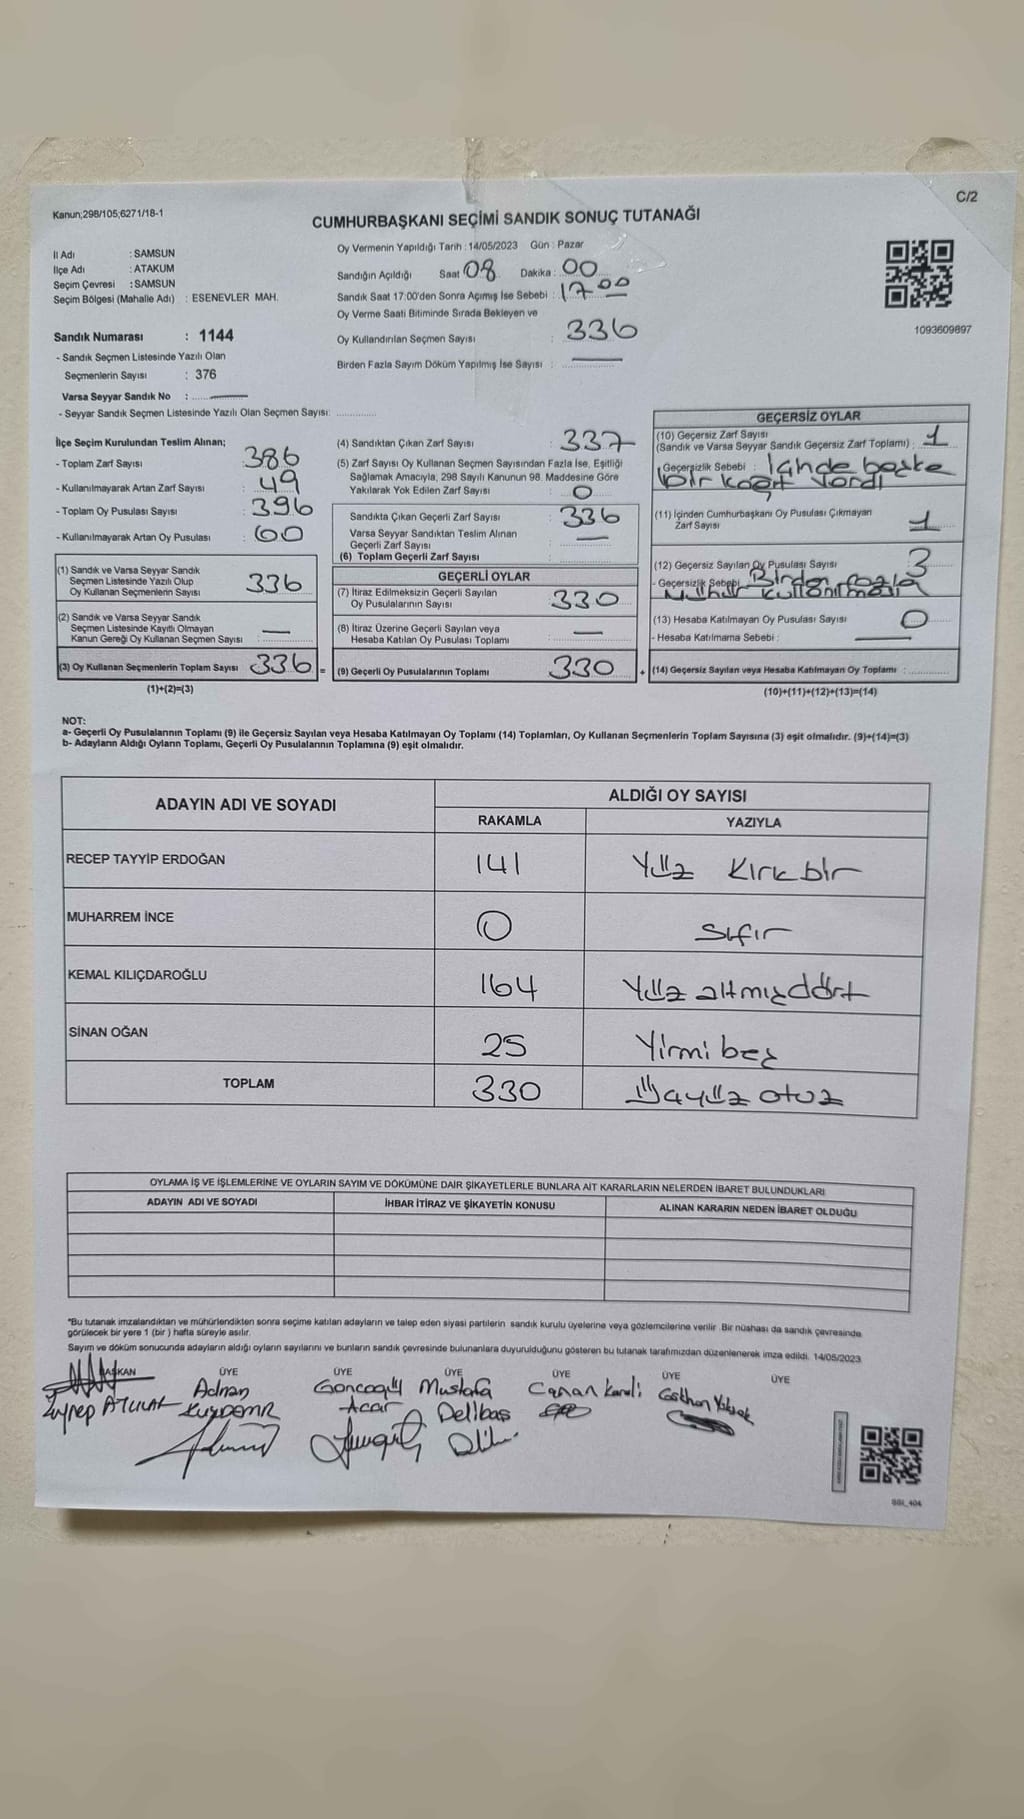 C/2
Kanun;298/105;6271/18-1
CUMHURBAŞKANI SEÇİMİ SANDIK SONUÇ TUTANAĞI
İl Adı : SAMSUN
İlçe Adı : ATAKUM
Seçim Çevresi : SAMSUN
Seçim Bölgesi (Mahalle Adı) : ESENEVLER MAH.
Sandık Numarası : 1144
- Sandık Seçmen Listesinde Yazılı Olan
Seçmenlerin Sayısı : 376
Varsa Seyyar Sandık No :
- Seyyar Sandık Seçmen Listesinde Yazılı Olan Seçmen Sayısı:
Oy Vermenin Yapıldığı Tarih : 14/05/2023 Gün : Pazar
Sandığın Açıldığı Saat 08 Dakika : 00
Sandık Saat 17:00'den Sonra Açımış İse Sebebi : 17 00
Oy Verme Saati Bitiminde Sırada Bekleyen ve
Oy Kullandırılan Seçmen Sayısı : 336
Birden Fazla Sayım Döküm Yapılmış İse Sayısı :
1093609897
İlçe Seçim Kurulundan Teslim Alınan;
- Toplam Zarf Sayısı : 386
- Kullanılmayarak Artan Zarf Sayısı : 49
- Toplam Oy Pusulası Sayısı : 396
- Kullanılmayarak Artan Oy Pusulası : 60
(1) Sandık ve Varsa Seyyar Sandık
Seçmen Listesinde Yazılı Olup
Oy Kullanan Seçmenlerin Sayısı : 336
(2) Sandık ve Varsa Seyyar Sandık
Seçmen Listesinde Kayıtlı Olmayan
Kanun Gereği Oy Kullanan Seçmen Sayısı :
(3) Oy Kullanan Seçmenlerin Toplam Sayısı 336 =
(1)+(2)=(3)
(4) Sandıktan Çıkan Zarf Sayısı : 337
(5) Zarf Sayısı Oy Kullanan Seçmen Sayısından Fazla İse, Eşitliği
Sağlamak Amacıyla, 298 Sayılı Kanunun 98. Maddesine Göre
Yakılarak Yok Edilen Zarf Sayısı : 0
Sandıkta Çıkan Geçerli Zarf Sayısı : 336
Varsa Seyyar Sandıktan Teslim Alınan
Geçerli Zarf Sayısı
(6) Toplam Geçerli Zarf Sayısı :
GEÇERLİ OYLAR
(7) İtiraz Edilmeksizin Geçerli Sayılan
Oy Pusulalarının Sayısı : 330
(8) İtiraz Üzerine Geçerli Sayılan veya
Hesaba Katılan Oy Pusulası Toplamı :
(9) Geçerli Oy Pusulalarının Toplamı 330 +
GEÇERSİZ OYLAR
(10) Geçersiz Zarf Sayısı
(Sandık ve Varsa Seyyar Sandık Geçersiz Zarf Toplamı) : 1
Geçersizlik Sebebi : İçinde başka
bir kağıt vardı
(11) İçinden Cumhurbaşkanı Oy Pusulası Çıkmayan
Zarf Sayısı : 1
(12) Geçersiz Sayılan Oy Pusulası Sayısı : 3
- Geçersizlik Sebebi Birden fazla
Mühür kullanılması
(13) Hesaba Katılmayan Oy Pusulası Sayısı : 0
- Hesaba Katılmama Sebebi :
(14) Geçersiz Sayılan veya Hesaba Katılmayan Oy Toplamı :
(10)+(11)+(12)+(13)=(14)
NOT:
a- Geçerli Oy Pusulalarının Toplamı (9) ile Geçersiz Sayılan veya Hesaba Katılmayan Oy Toplamı (14) Toplamları, Oy Kullanan Seçmenlerin Toplam Sayısına (3) eşit olmalıdır. (9)+(14)=(3)
b- Adayların Aldığı Oyların Toplamı, Geçerli Oy Pusulalarının Toplamına (9) eşit olmalıdır.
ADAYIN ADI VE SOYADI ALDIĞI OY SAYISI
RAKAMLA YAZIYLA
RECEP TAYYİP ERDOĞAN 141 Yüz Kırk bir
MUHARREM İNCE 0 Sıfır
KEMAL KILIÇDAROĞLU 164 Yüz altmışdört
SİNAN OĞAN 25 Yirmi beş
TOPLAM 330 Üçyüz otuz
OYLAMA İŞ VE İŞLEMLERİNE VE OYLARIN SAYIM VE DÖKÜMÜNE DAİR ŞİKAYETLERLE BUNLARA AİT KARARLARIN NELERDEN İBARET BULUNDUKLARI
ADAYIN ADI VE SOYADI İHBAR İTİRAZ VE ŞİKAYETİN KONUSU ALINAN KARARIN NEDEN İBARET OLDUĞU
"Bu tutanak imzalandıktan ve mühürlendikten sonra seçime katılan adayların ve talep eden siyasi partilerin sandık kurulu üyelerine veya gözlemcilerine verilir. Bir nüshası da sandık çevresinde
görülecek bir yere 1 (bir ) hafta süreyle asılır.
Sayım ve döküm sonucunda adayların aldığı oyların sayılarını ve bunların sandık çevresinde bulunanlara duyurulduğunu gösteren bu tutanak tarafımızdan düzenlenerek imza edildi. 14/05/2023
BAŞKAN ÜYE ÜYE ÜYE ÜYE ÜYE ÜYE
Zeynep Adnan Goncagül Mustafa Canan
Acar Delibaş